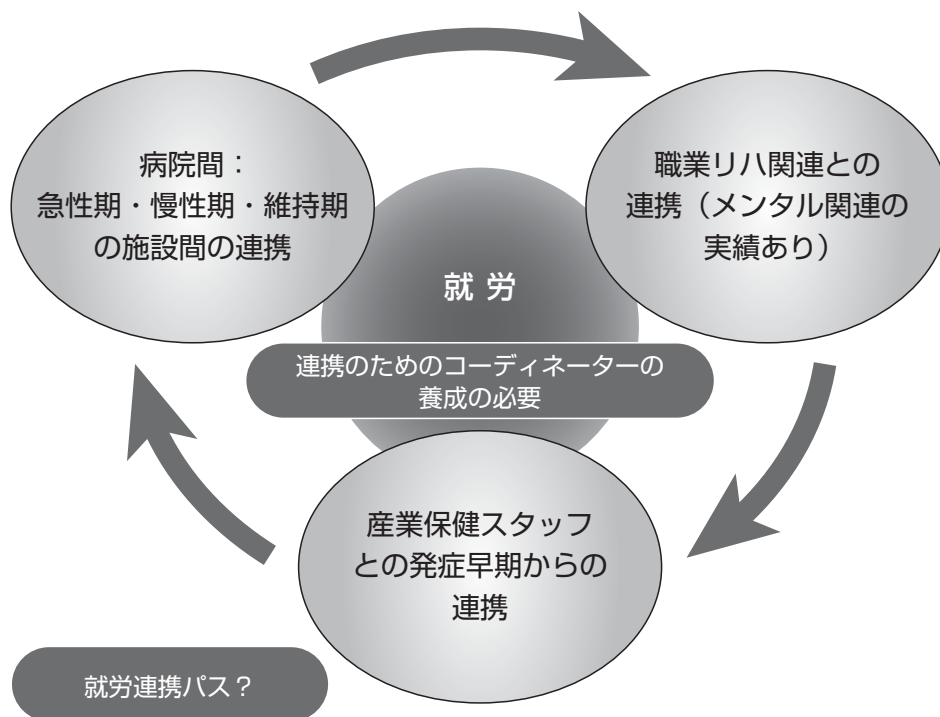 病院間：
急性期・慢性期・維持期
の施設間の連携
職業リハ関連との
連携（メンタル関連の
実績あり）
就 労
連携のためのコーディネーターの
養成の必要
産業保健スタッフ
との発症早期からの
連携
就労連携パス？